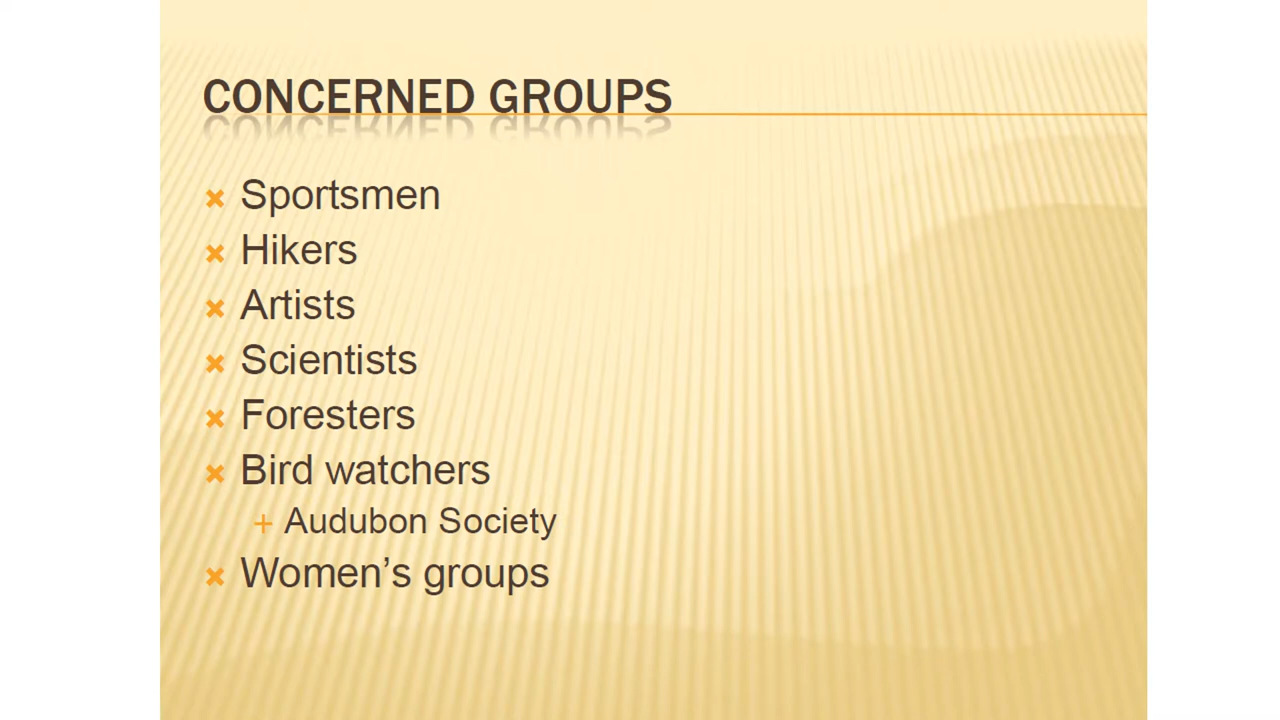 CONCERNED GROUPS
Sportsmen
Hikers
Artists
Scientists
Foresters
Bird watchers
Audubon Society
Women’s groups